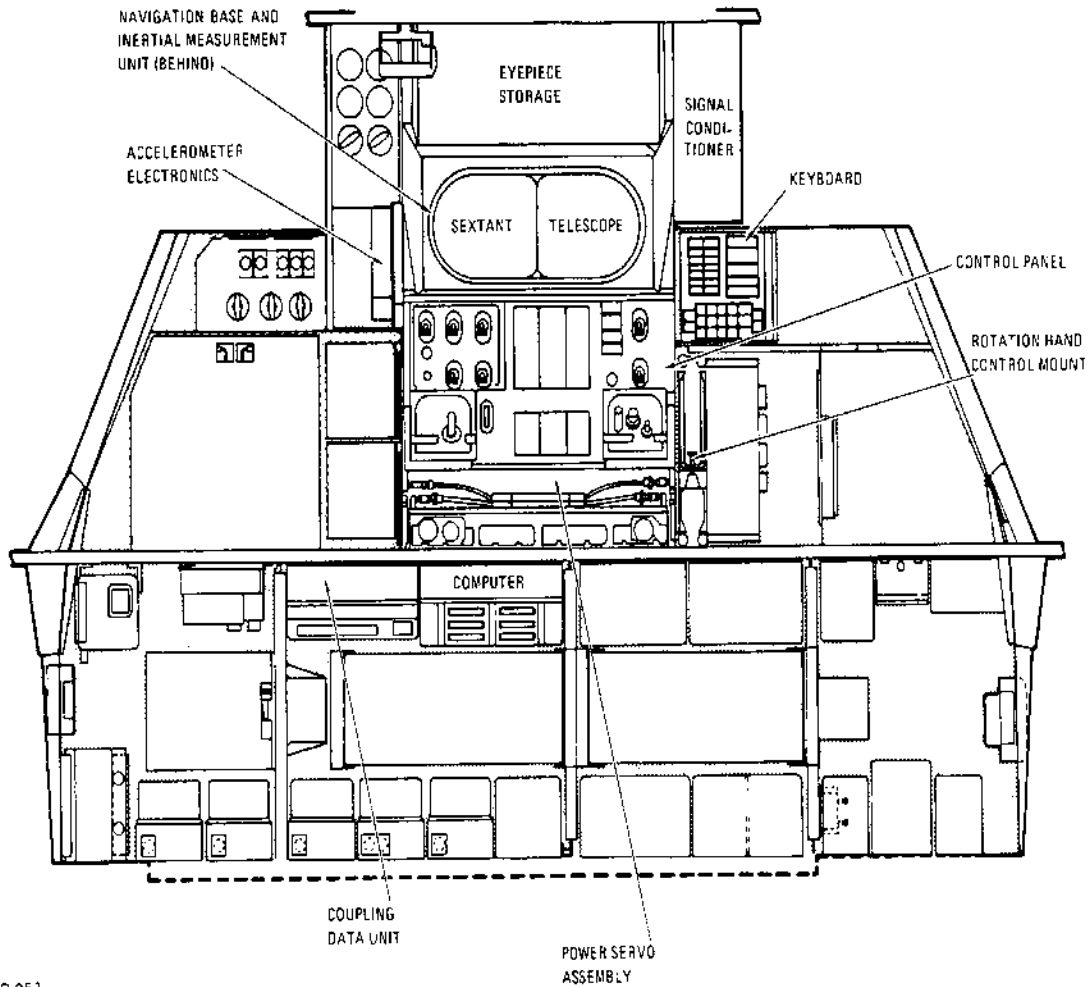 NAVIGATION BASE AND
INERTIAL MEASUREMENT
UNIT (BEHIND)
EYEPIECE
STORAGE
SIGNAL
CONDI-
TIONER
ACCELEROMETER
ELECTRONICS
KEYBOARD
SEXTANT
TELESCOPE
CONTROL PANEL
ROTATION HAND
CONTROL MOUNT
COMPUTER
COUPLING
DATA UNIT
POWER SERVO
ASSEMBLY